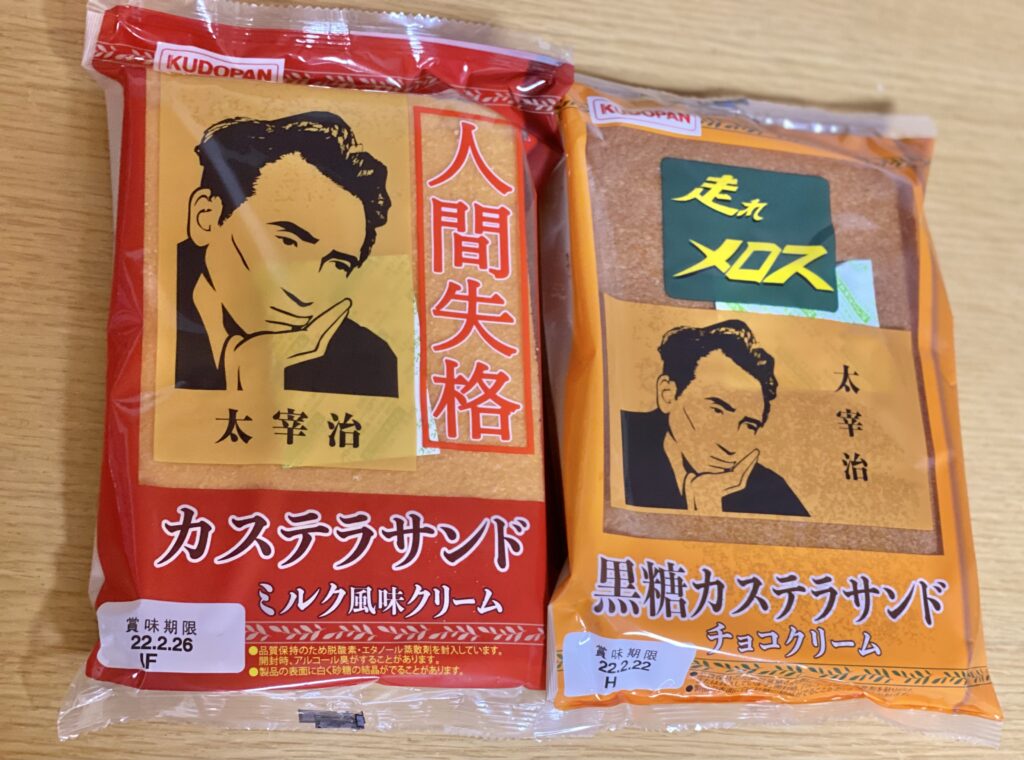 KUDOPAN
人間失格
太宰治
カステラサンド
ミルク風味クリーム
賞味期限
22.2.26
●品質保持のため脱酸素・エタノール蒸散剤を封入しています。
開封時、アルコール臭がすることがあります。
●製品の表面に白く砂糖の結晶がでることがあります。
KUDOPAN
走れ
メロス
太宰治
黒糖カステラサンド
チョコクリーム
賞味期限
22.2.22
H